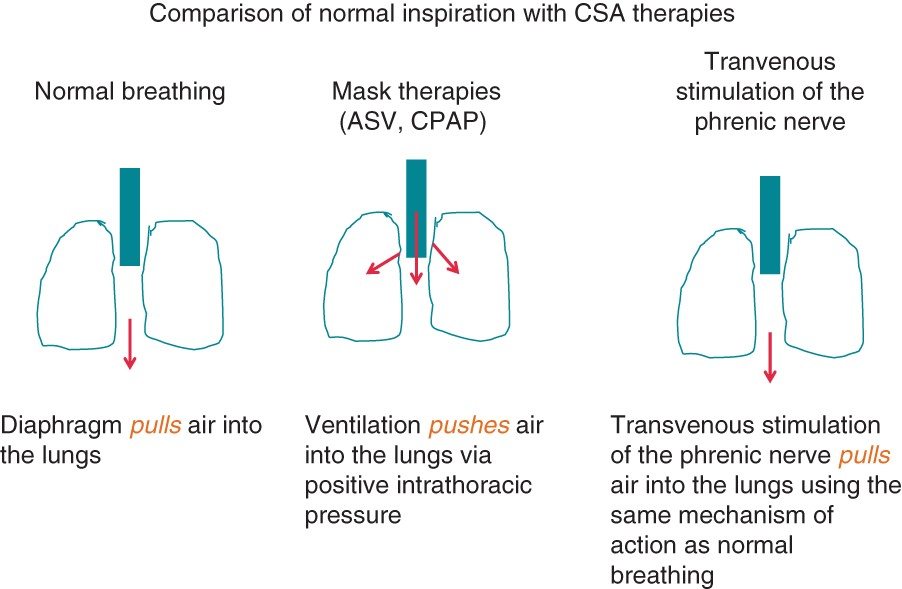 Comparison of normal inspiration with CSA therapies
Normal breathing
Mask therapies
(ASV, CPAP)
Tranvenous
stimulation of the
phrenic nerve
Diaphragm pulls air into
the lungs
Ventilation pushes air
into the lungs via
positive intrathoracic
pressure
Transvenous stimulation
of the phrenic nerve pulls
air into the lungs using the
same mechanism of
action as normal
breathing